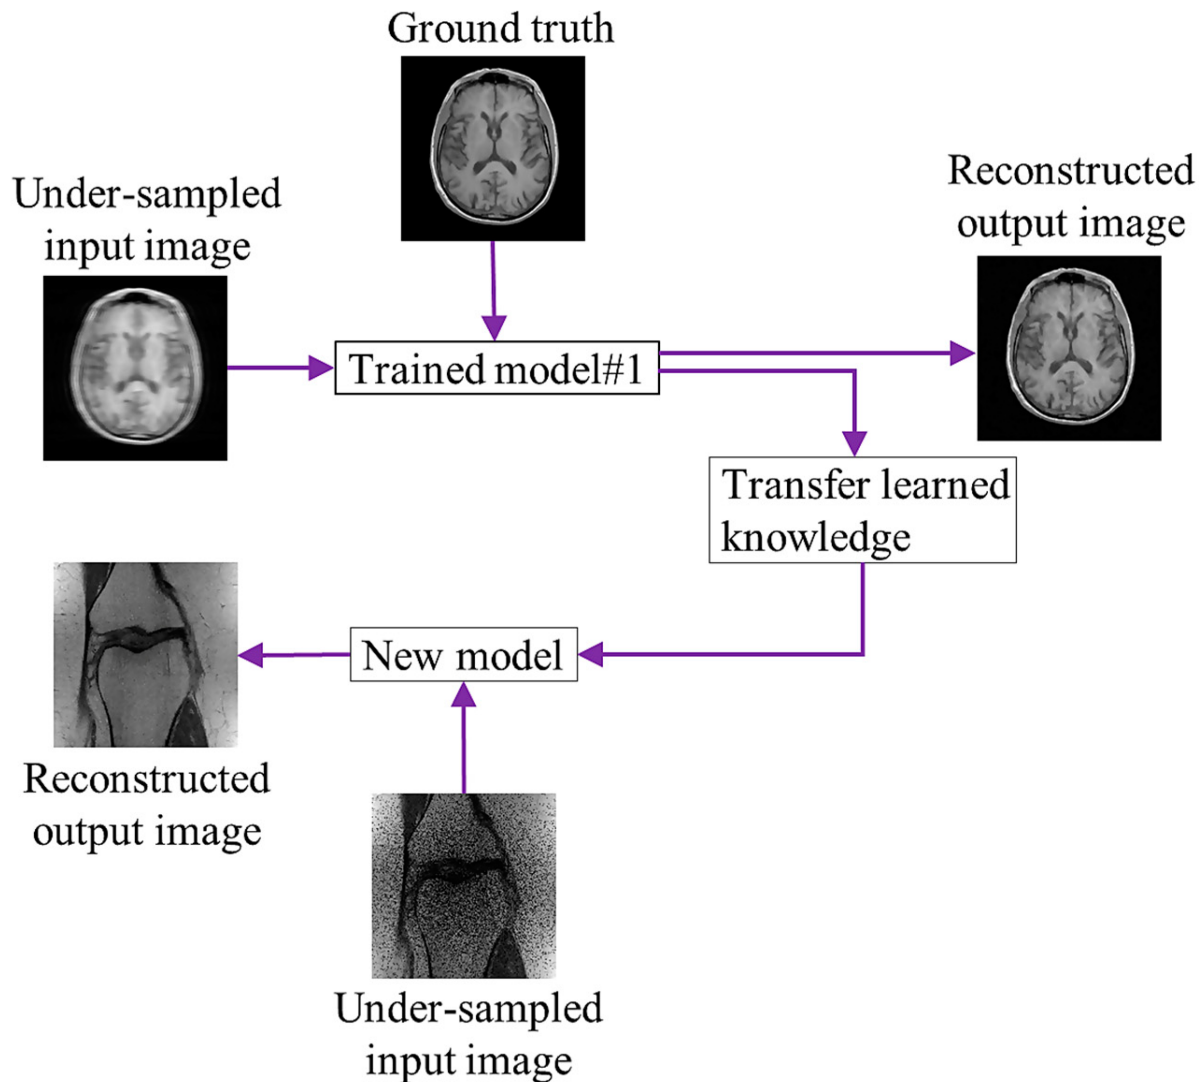 Ground truth
Under-sampled
input image
Reconstructed
output image
Trained model#1
Transfer learned
knowledge
New model
Reconstructed
output image
Under-sampled
input image